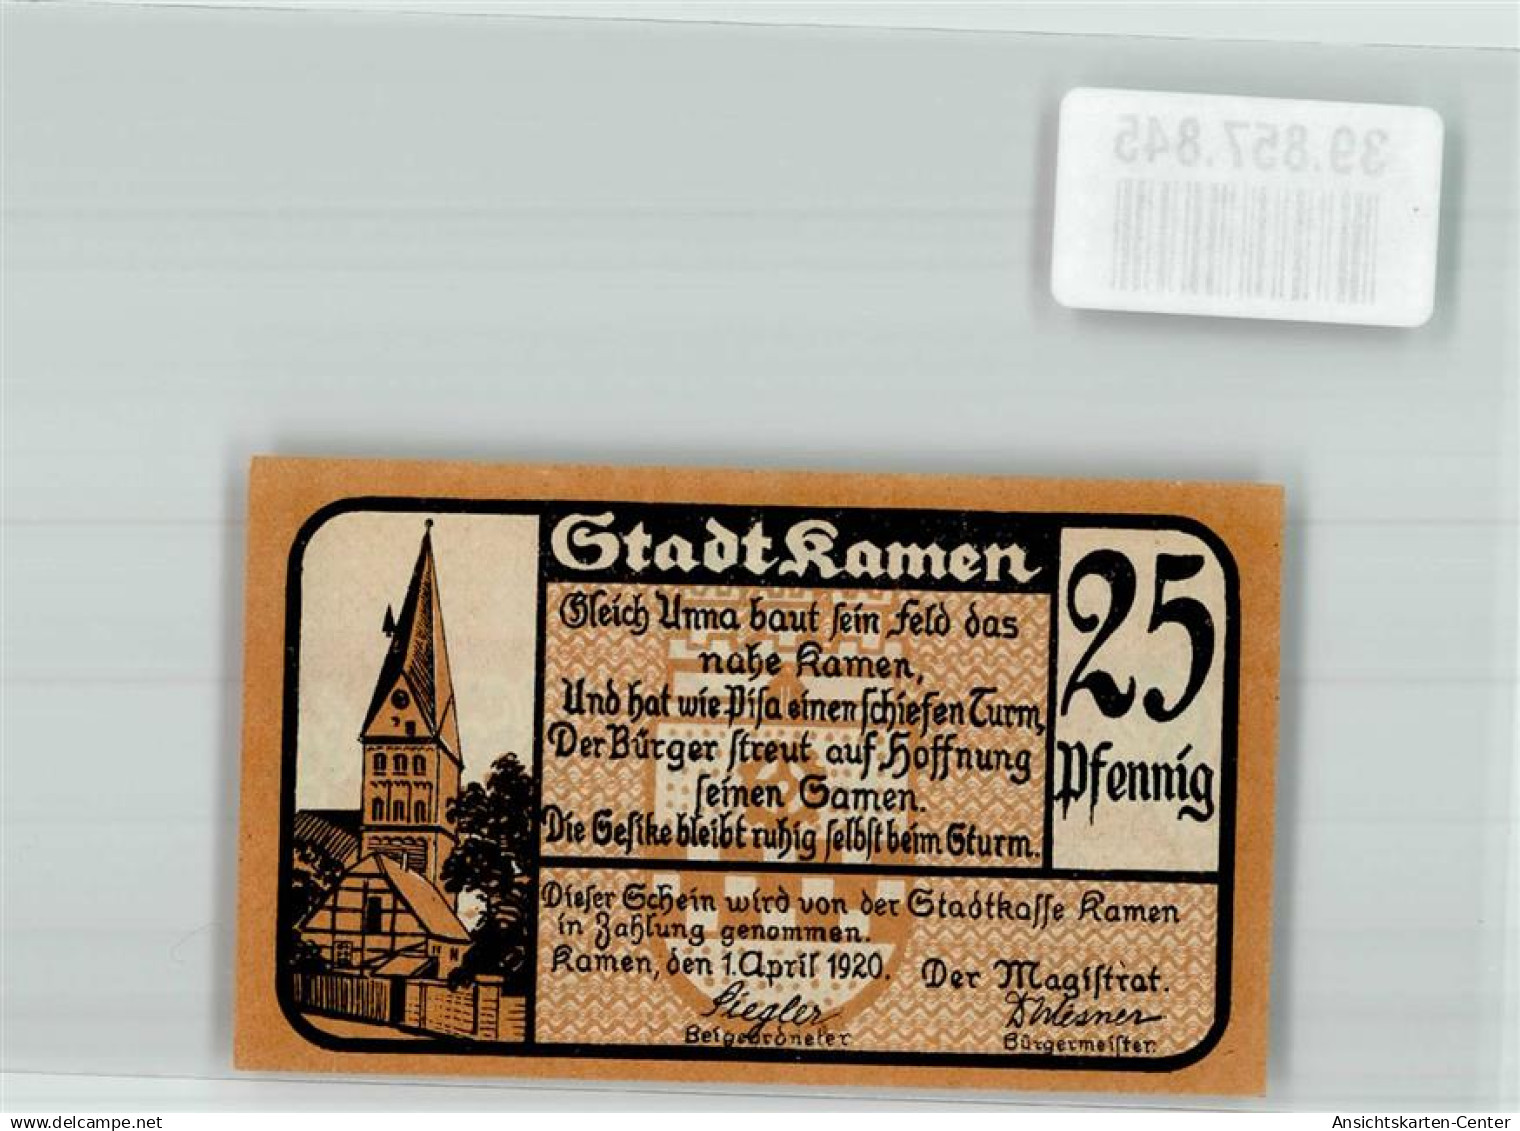 39.857.845
Stadt Kamen
25
Pfennig
Gleich Unna baut sein Feld das
nahe Kamen,
Und hat wie Pisa einen schiefen Turm,
Der Bürger streut auf Hoffnung
seinen Samen.
Die Sesike bleibt ruhig selbst beim Sturm.
Dieser Schein wird von der Stadtkasse Kamen
in Zahlung genommen.
Kamen, den 1. April 1920. Der Magistrat.
Siegler
Beigeordneter
Bürgermeister.
delcampe.net
Ansichtskarten-Center